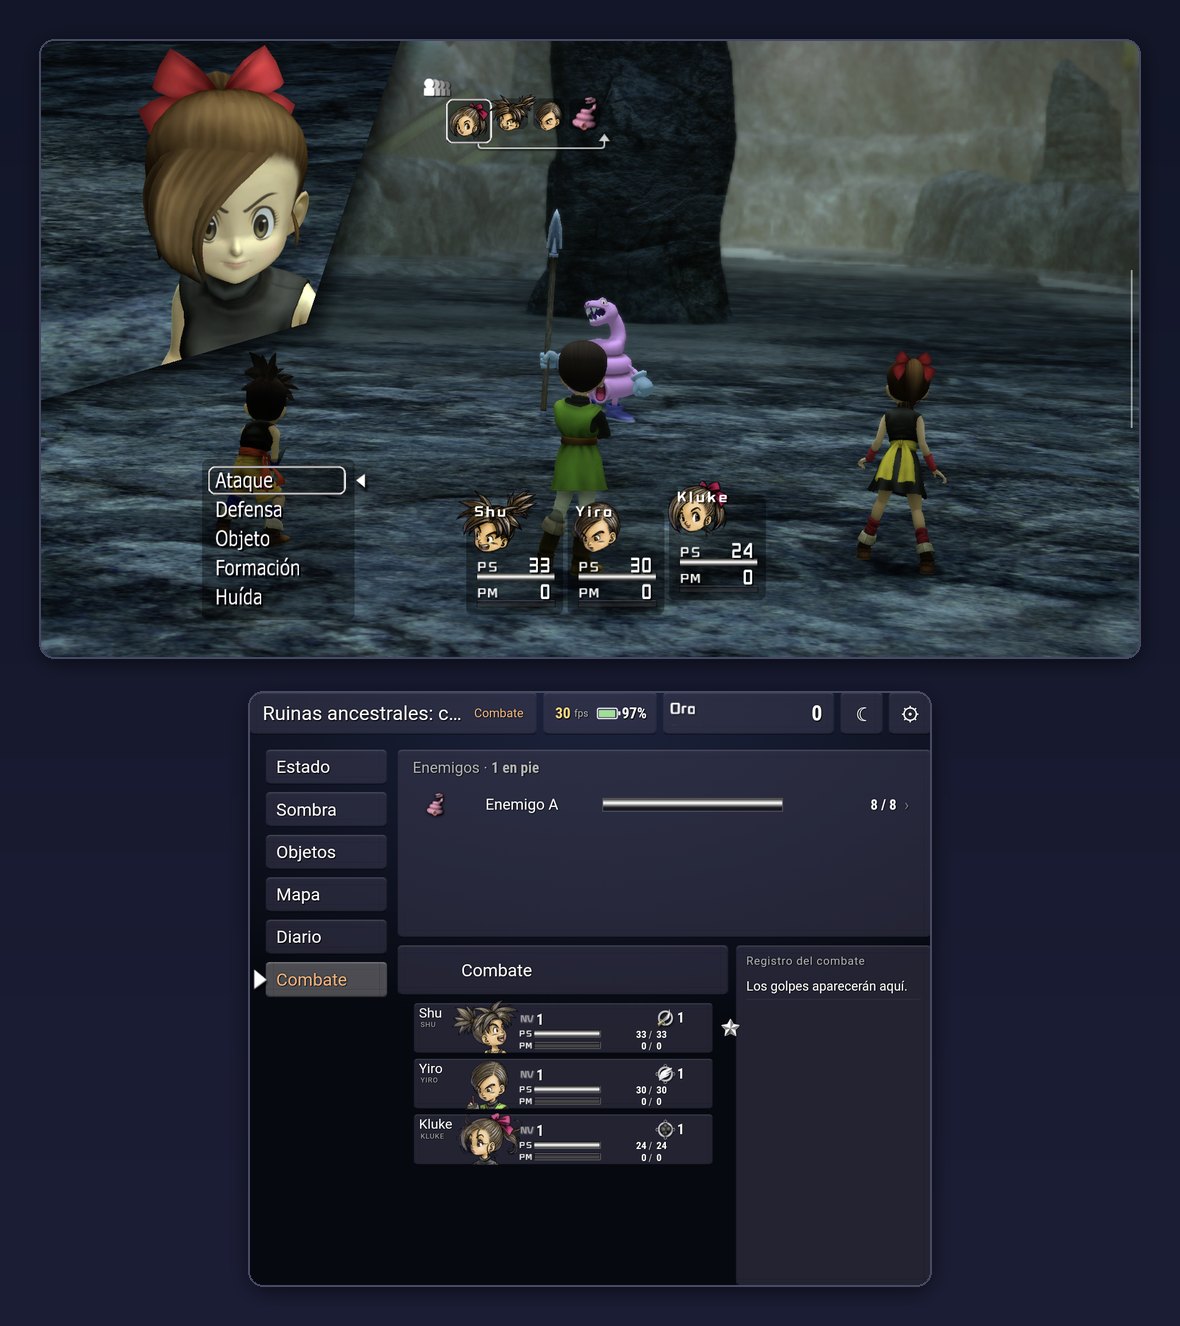 Ataque
Defensa
Objeto
Formación
Huída
Shu
PS 33
PM 0
Yiro
PS 30
PM 0
Kluke
PS 24
PM 0
Ruinas ancestrales: c... Combate
30 fps 97%
Oro 0
Estado
Sombra
Objetos
Mapa
Diario
Combate
Enemigos · 1 en pie
Enemigo A 8 / 8 ›
Combate
Shu
SHU
NV 1
1
PS 33 / 33
PM 0 / 0
Yiro
YIRO
NV 1
1
PS 30 / 30
PM 0 / 0
Kluke
KLUKE
NV 1
1
PS 24 / 24
PM 0 / 0
Registro del combate
Los golpes aparecerán aquí.